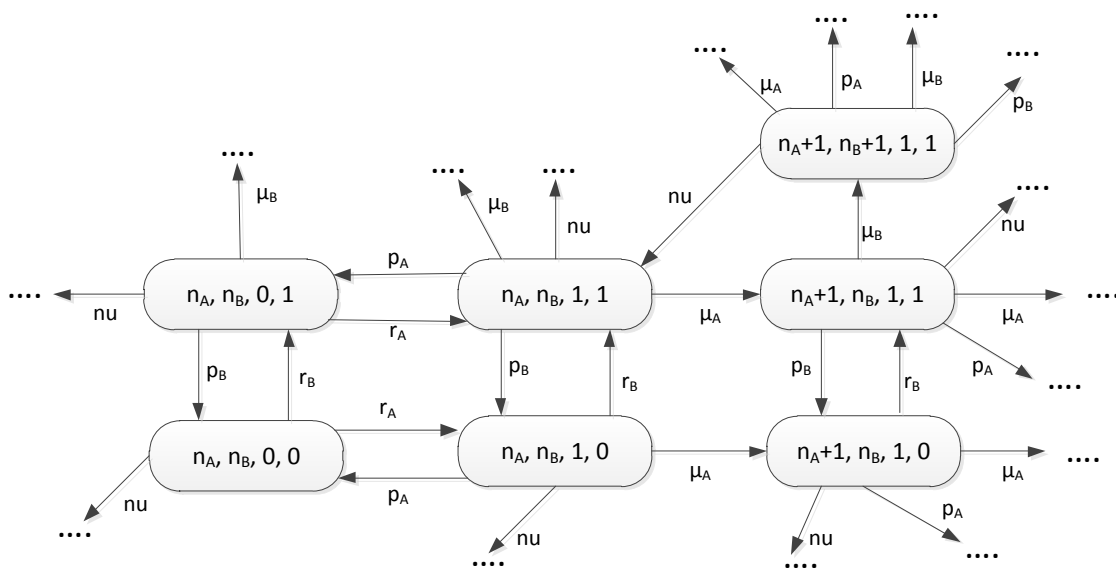 .... .... .... ....
μA pA μB pB
nA+1, nB+1, 1, 1
.... .... ....
μB μB nu nu ....
μB nu
nA, nB, 0, 1 pA nA, nB, 1, 1 nA+1, nB, 1, 1
.... nu rA μA μA ....
pA ....
pB rB pB rB pB rB
rA
nA, nB, 0, 0 nA, nB, 1, 0 nA+1, nB, 1, 0
pA μA μA ....
nu nu nu pA
.... .... .... ....